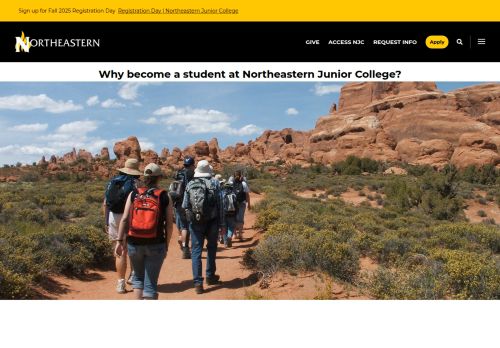 Sign up for Fall 2025 Registration Day  Registration Day | Northeastern Junior College
NORTHEASTERN
GIVE ACCESS NJC REQUEST INFO Apply
Why become a student at Northeastern Junior College?